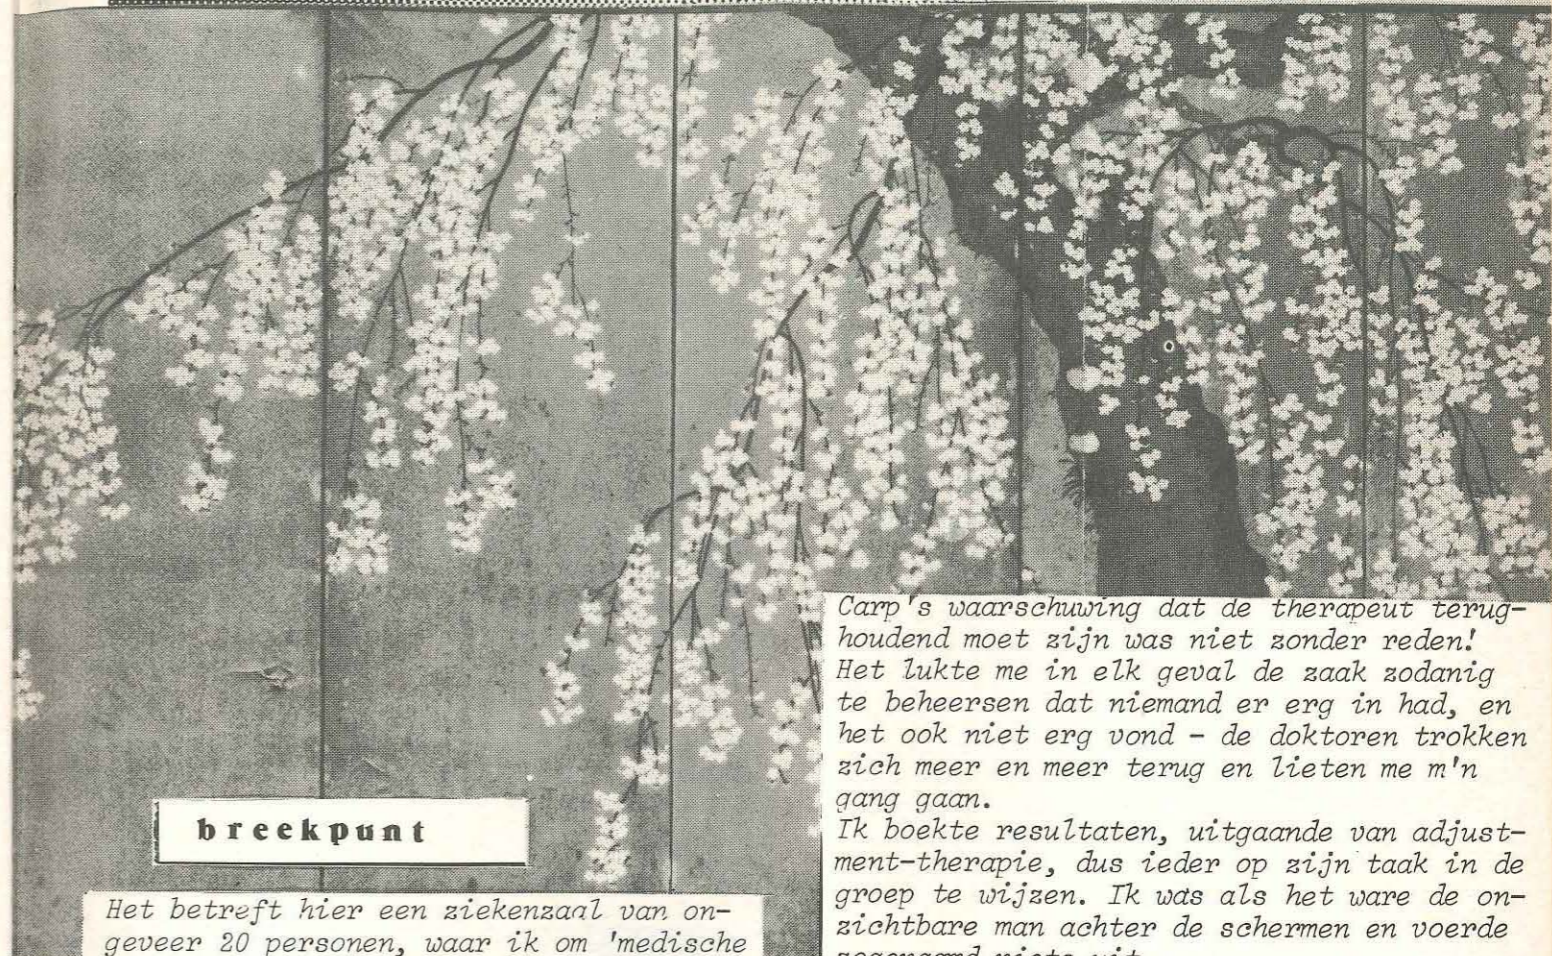 breekpunt
Het betreft hier een ziekenzaal van on-
geveer 20 personen, waar ik om 'medische
Carp's waarschuwing dat de therapeut terug-
houdend moet zijn was niet zonder reden!
Het lukte me in elk geval de zaak zodanig
te beheersen dat niemand er erg in had, en
het ook niet erg vond - de doktoren trokken
zich meer en meer terug en lieten me m'n
gang gaan.
Ik boekte resultaten, uitgaande van adjust-
ment-therapie, dus ieder op zijn taak in de
groep te wijzen. Ik was als het ware de on-
zichtbare man achter de schermen en voerde